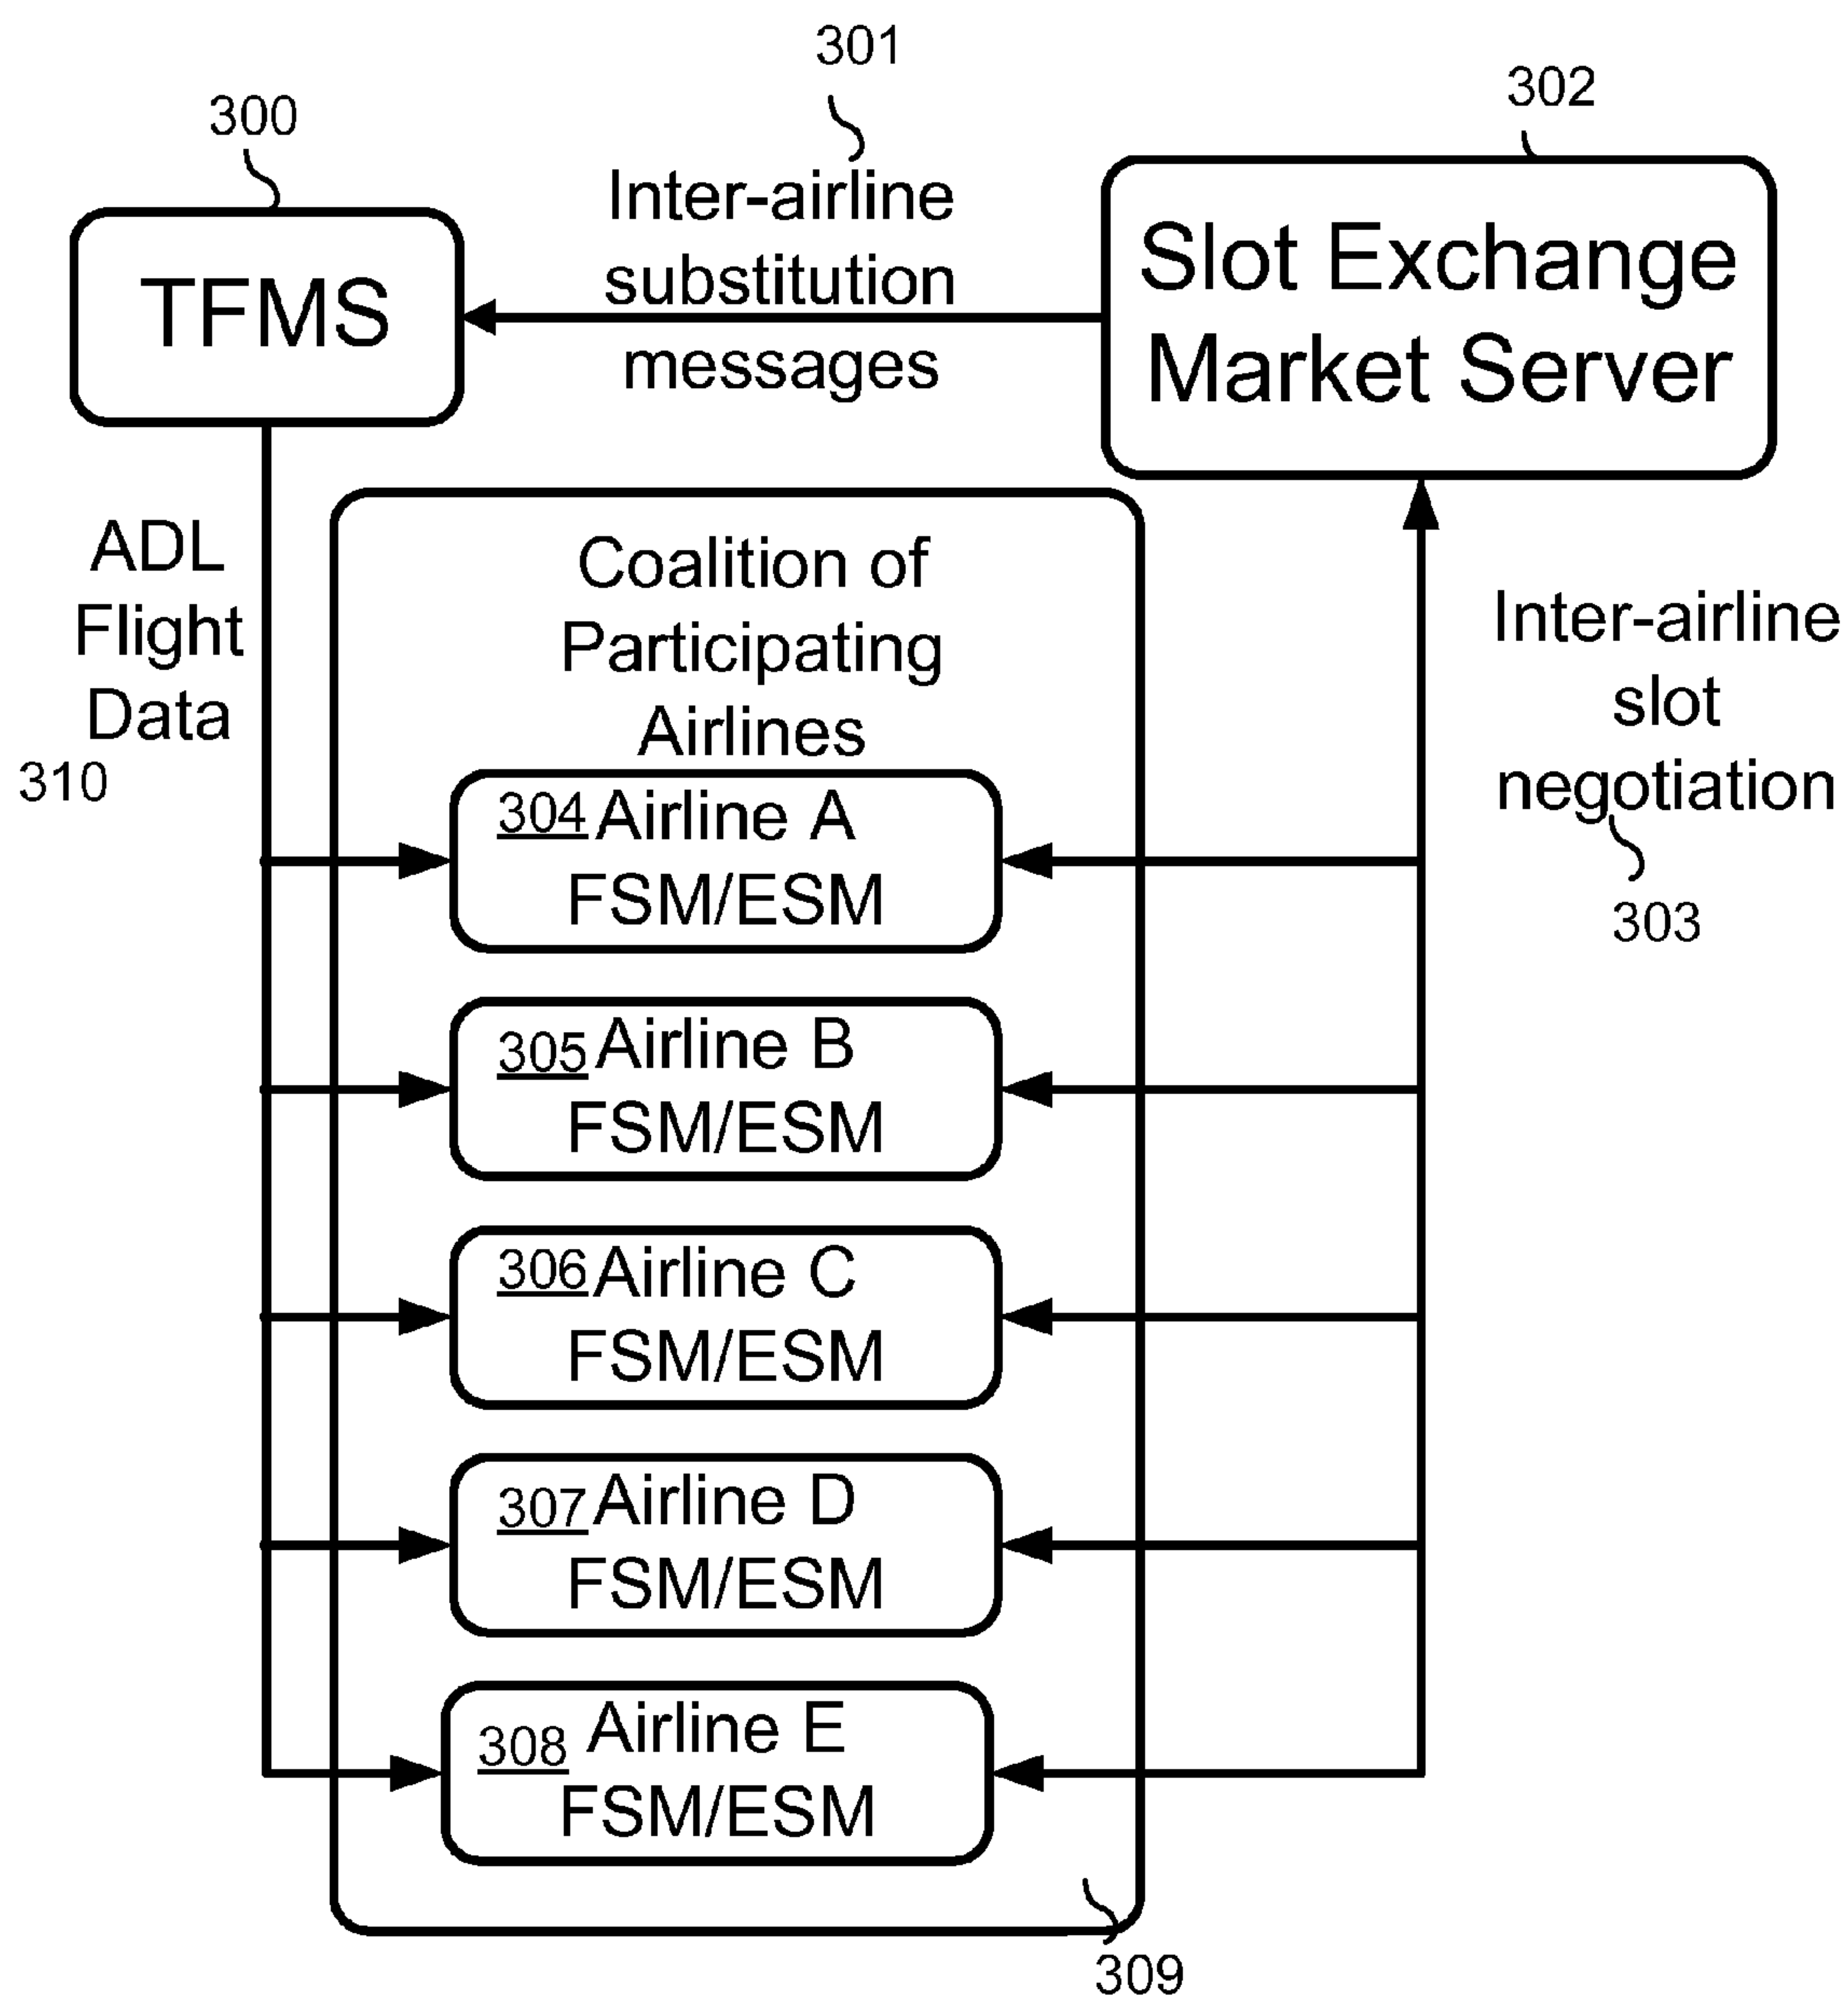 301
302
300
Inter-airline
substitution
messages
Slot Exchange
Market Server
TFMS
ADL
Flight
Data
310
Coalition of
Participating
Airlines
Inter-airline
slot
negotiation
303
304 Airline A
FSM/ESM
305 Airline B
FSM/ESM
306 Airline C
FSM/ESM
307 Airline D
FSM/ESM
308 Airline E
FSM/ESM
309